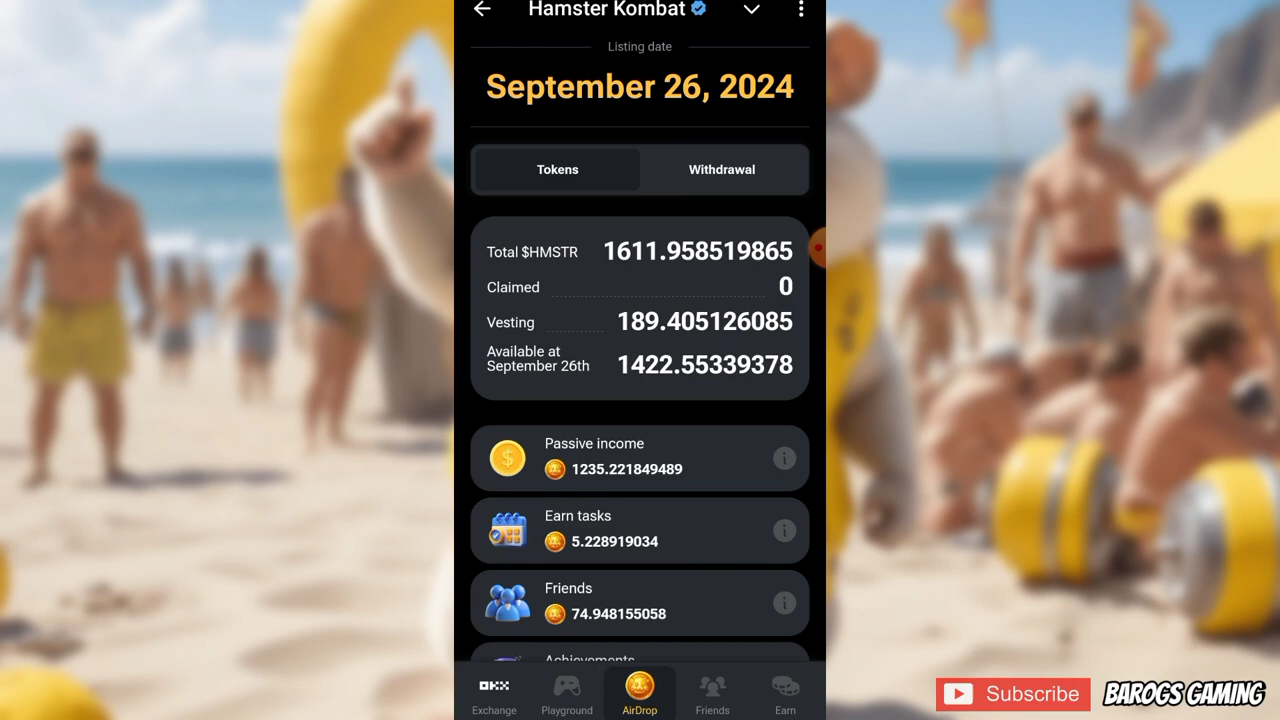 Hamster Kombat
Listing date
September 26, 2024
Tokens
Withdrawal
Total $HMSTR 1611.958519865
Claimed 0
Vesting 189.405126085
Available at
September 26th 1422.55339378
Passive income
1235.221849489
Earn tasks
5.228919034
Friends
74.948155058
Achievements
Exchange
Playground
AirDrop
Friends
Earn
Subscribe
BAROGS GAMING